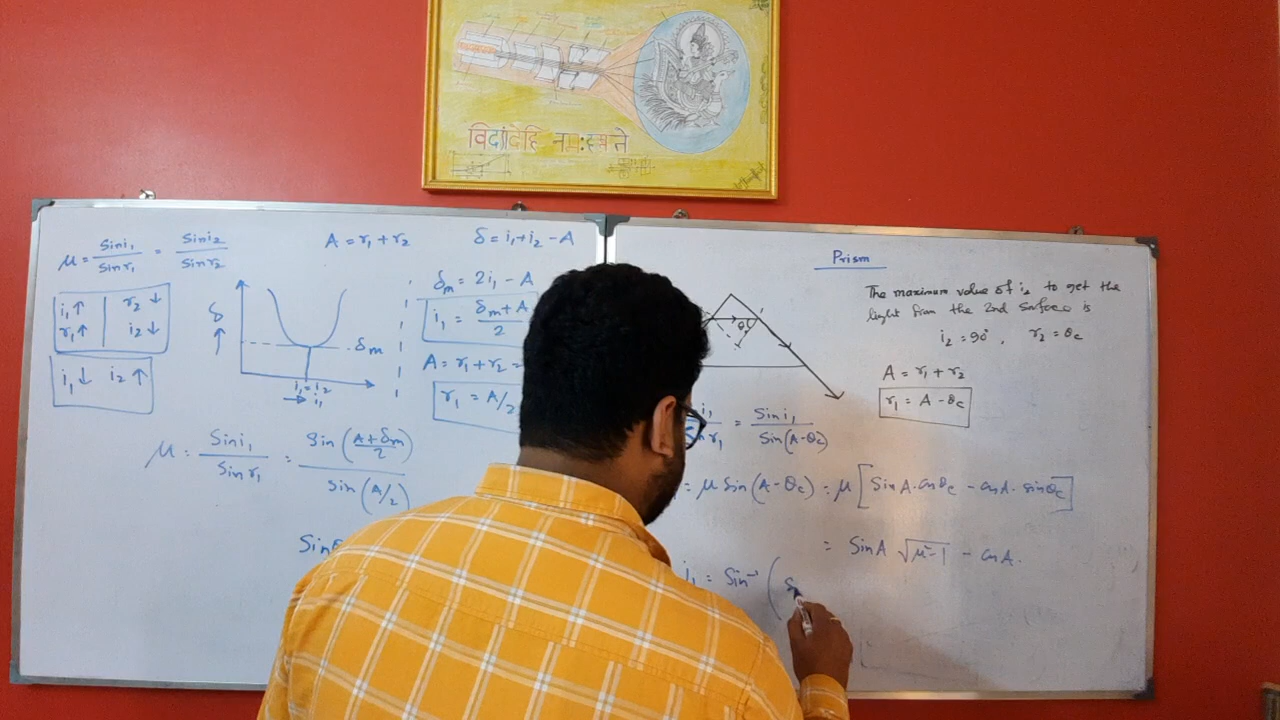 विद्यांदेहि नमःस्त्रस्ते
μ = Sini₁/Sinr₁ = Sini₂/Sinr₂
A = r₁ + r₂
δ = i₁ + i₂ - A
i₁↑ r₂↓
r₁↑ i₂↓
i₁↓ i₂↑
δ ↑
δm
i₁ = i₂
→ i₁
δm = 2i₁ - A
i₁ = (δm + A)/2
A = r₁ + r₂ =
r₁ = A/2
μ = Sini₁/Sinr₁ = Sin((A+δm)/2)/Sin(A/2)
Prism
The maximum value of i₂ to get the
light from the 2nd surface is
i₂ = 90°, r₂ = θc
A = r₁ + r₂
r₁ = A - θc
= Sini₁/Sin(A-θc)
= μ Sin(A-θc) = μ[SinA.cosθc - cosA.sinθc]
= SinA √(μ²-1) - cosA.
i₁ = Sin⁻¹(S